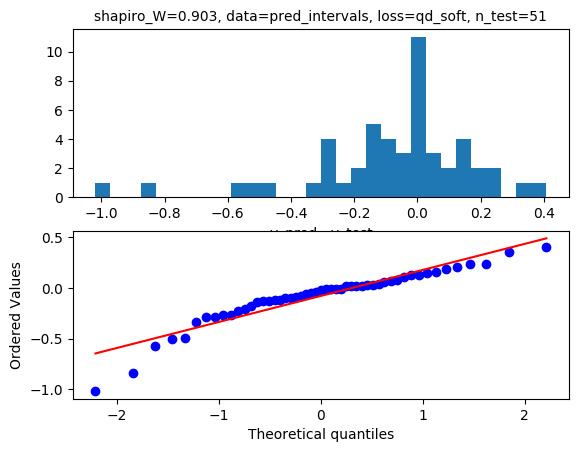 shapiro_W=0.903, data=pred_intervals, loss=qd_soft, n_test=51
10
8
6
4
2
0
−1.0 −0.8 −0.6 −0.4 −0.2 0.0 0.2 0.4
0.5
0.0
−0.5
−1.0
Ordered Values
−2 −1 0 1 2
Theoretical quantiles